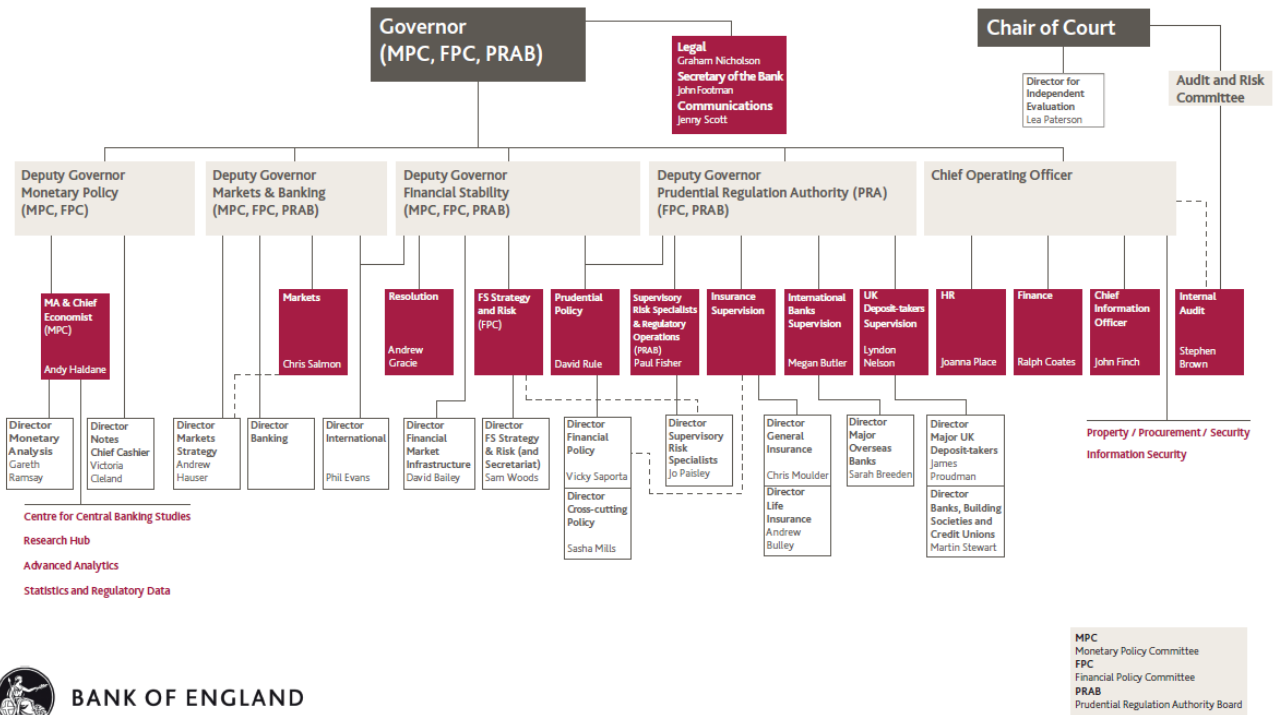 Governor
(MPC, FPC, PRAB)
Legal
Graham Nicholson
Secretary of the Bank
John Footman
Communications
Jenny Scott
Chair of Court
Director for
Independent
Evaluation
Lea Paterson
Audit and Risk
Committee
Deputy Governor
Monetary Policy
(MPC, FPC)
Deputy Governor
Markets & Banking
(MPC, FPC, PRAB)
Deputy Governor
Financial Stability
(MPC, FPC, PRAB)
Deputy Governor
Prudential Regulation Authority (PRA)
(FPC, PRAB)
Chief Operating Officer
MA & Chief
Economist
(MPC)
Andy Haldane
Markets
Chris Salmon
Resolution
Andrew
Gracie
FS Strategy
and Risk
(FPC)
Prudential
Policy
David Rule
Supervisory
Risk Specialists
& Regulatory
Operations
(PRAB)
Paul Fisher
Insurance
Supervision
International
Banks
Supervision
Megan Butler
UK
Deposit-takers
Supervision
Lyndon
Nelson
HR
Joanna Place
Finance
Ralph Coates
Chief
Information
Officer
John Finch
Internal
Audit
Stephen
Brown
Director
Monetary
Analysis
Gareth
Ramsay
Director
Notes
Chief Cashier
Victoria
Cleland
Director
Markets
Strategy
Andrew
Hauser
Director
Banking
Director
International
Phil Evans
Director
Financial
Market
Infrastructure
David Bailey
Director
FS Strategy
& Risk (and
Secretariat)
Sam Woods
Director
Financial
Policy
Vicky Saporta
Director
Cross-cutting
Policy
Sasha Mills
Director
Supervisory
Risk
Specialists
Jo Paisley
Director
General
Insurance
Chris Moulder
Director
Life
Insurance
Andrew
Bulley
Director
Major
Overseas
Banks
Sarah Breeden
Director
Major UK
Deposit-takers
James
Proudman
Director
Banks, Building
Societies and
Credit Unions
Martin Stewart
Property / Procurement / Security
Information Security
Centre for Central Banking Studies
Research Hub
Advanced Analytics
Statistics and Regulatory Data
BANK OF ENGLAND
MPC
Monetary Policy Committee
FPC
Financial Policy Committee
PRAB
Prudential Regulation Authority Board